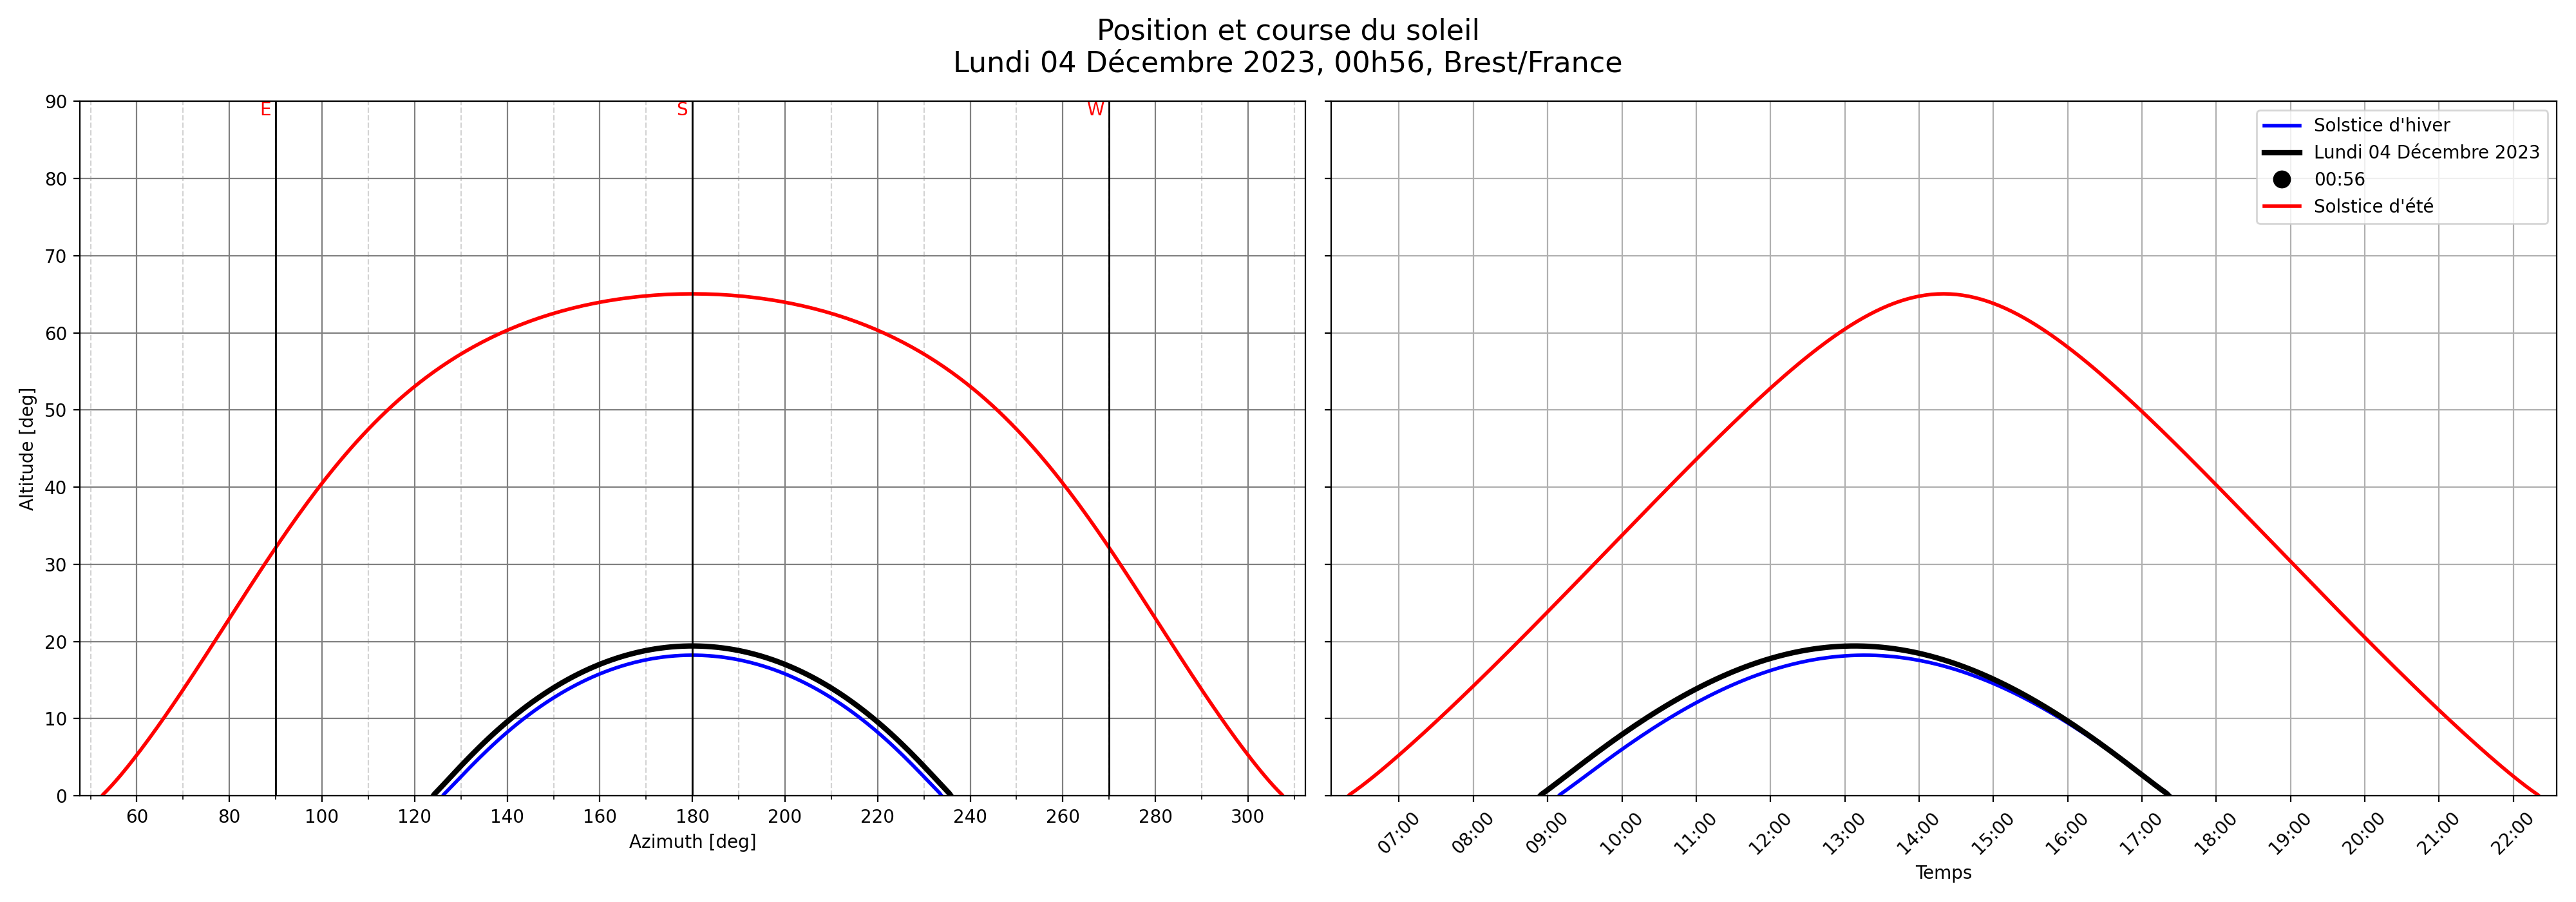 Position et course du soleil
Lundi 04 Décembre 2023, 00h56, Brest/France
E
S
W
90
80
70
60
50
40
30
20
10
0
Altitude [deg]
60 80 100 120 140 160 180 200 220 240 260 280 300
Azimuth [deg]
Solstice d'hiver
Lundi 04 Décembre 2023
00:56
Solstice d'été
07:00 08:00 09:00 10:00 11:00 12:00 13:00 14:00 15:00 16:00 17:00 18:00 19:00 20:00 21:00 22:00
Temps